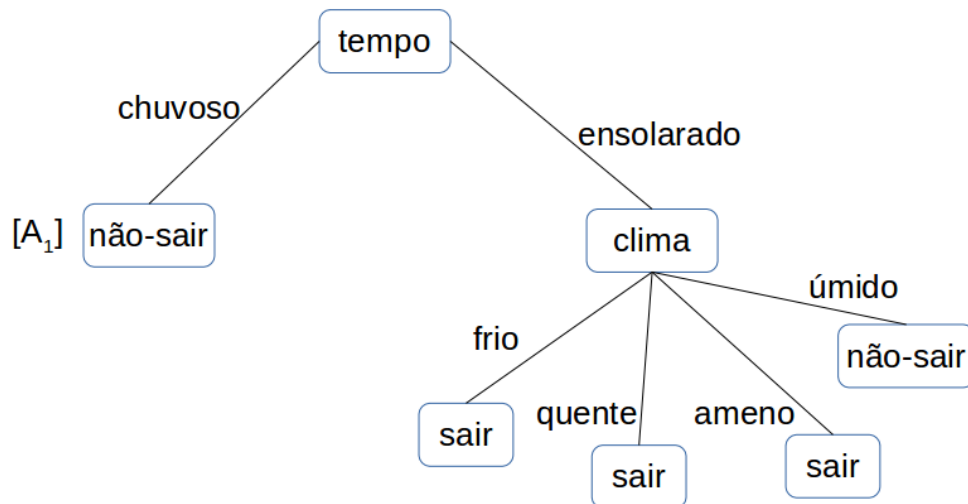 tempo
chuvoso
ensolarado
[A₁]
não-sair
clima
úmido
frio
não-sair
quente
ameno
sair
sair
sair